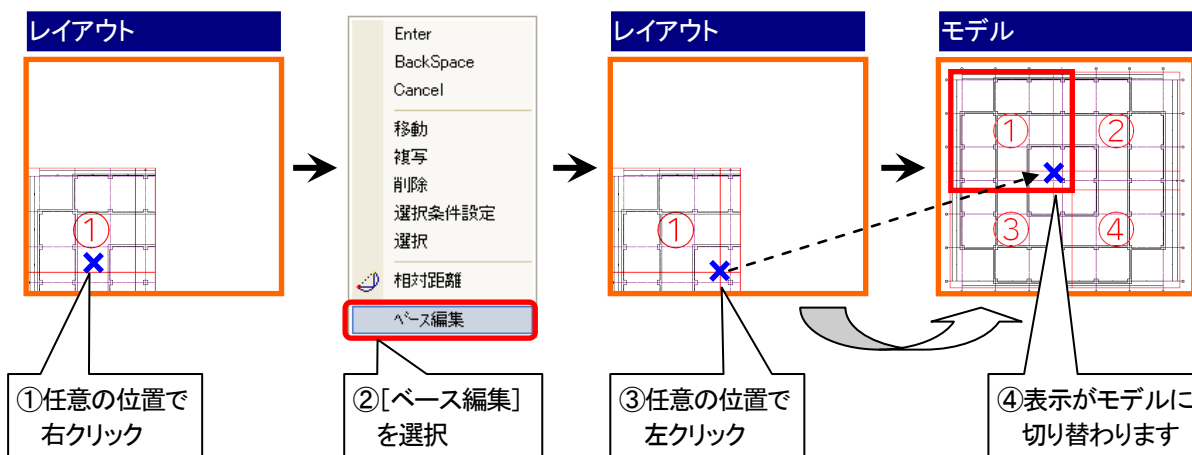 レイアウト
①
Enter
BackSpace
Cancel
移動
複写
削除
選択条件設定
選択
相対距離
ベース編集
レイアウト
①
モデル
① ②
③ ④
①任意の位置で
右クリック
②[ベース編集]
を選択
③任意の位置で
左クリック
④表示がモデルに
切り替わります